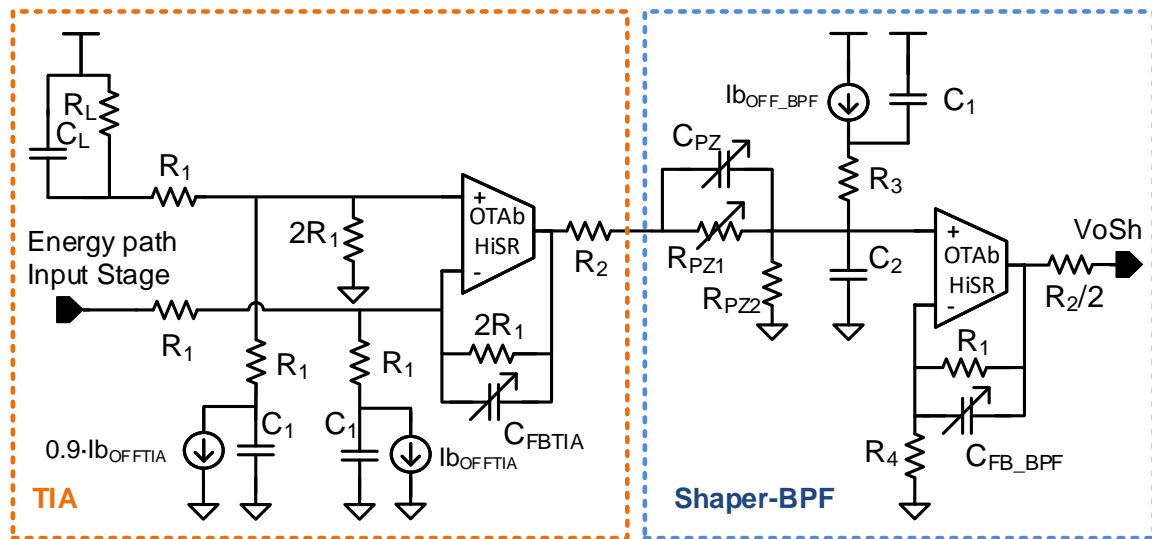 R_L
C_L
R_1
Energy path
Input Stage
R_1
2R_1
+
OTAb
HiSR
-
R_2
R_1
R_1
2R_1
C_FBTIA
C_1
C_1
0.9·Ib_OFFTIA
Ib_OFFTIA
TIA
Ib_OFF_BPF
C_1
C_PZ
R_3
R_PZ1
R_PZ2
C_2
+
OTAb
HiSR
-
VoSh
R_2/2
R_1
C_FB_BPF
R_4
Shaper-BPF